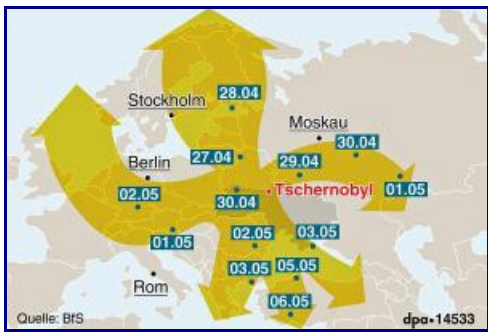 28.04
Stockholm
Moskau
30.04
27.04
29.04
Berlin
Tschernobyl
01.05
02.05
30.04
01.05
02.05
03.05
03.05
05.05
Rom
06.05
Quelle: BfS
dpa•14533